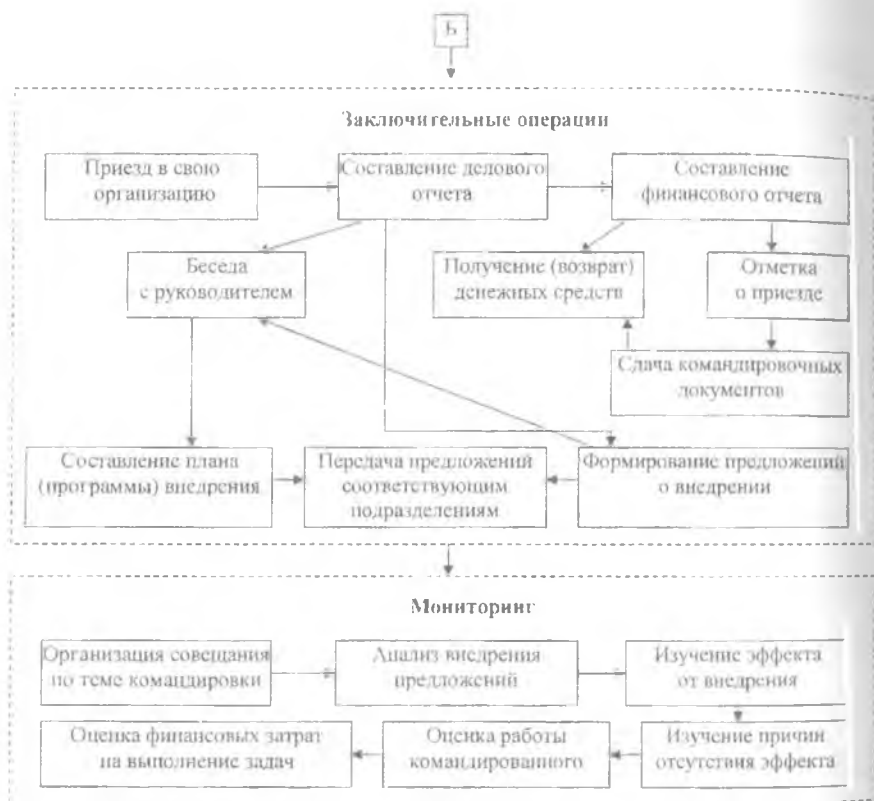 Б
Заключительные операции
Приезд в свою
организацию
Составление делового
отчета
Составление
финансового отчета
Беседа
с руководителем
Получение (возврат)
денежных средств
Отметка
о приезде
Сдача командировочных
документов
Составление плана
(программы) внедрения
Передача предложений
соответствующим
подразделениям
Формирование предложений
о внедрении
Мониторинг
Организация совещания
по теме командировки
Анализ внедрения
предложений
Изучение эффекта
от внедрения
Оценка финансовых затрат
на выполнение задач
Оценка работы
командированного
Изучение причин
отсутствия эффекта